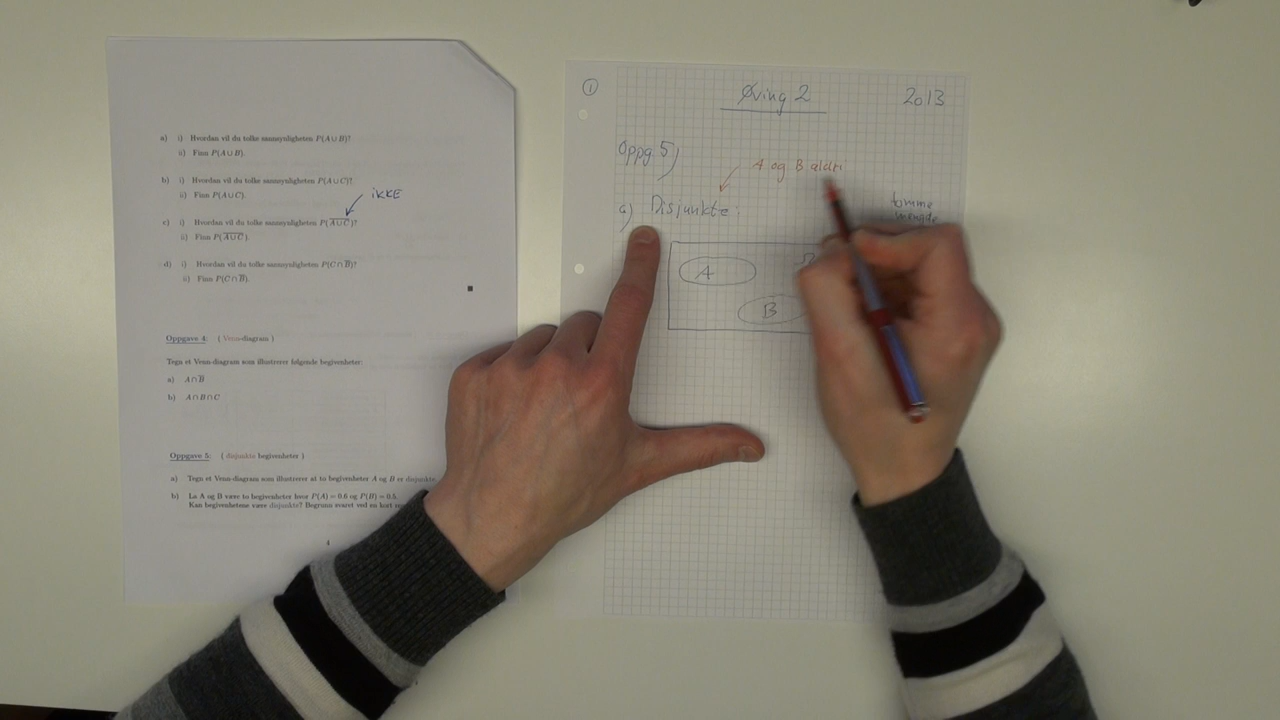 a) i) Hvordan vil du tolke sannsynligheten P(A∪B)?
ii) Finn P(A∪B).
b) i) Hvordan vil du tolke sannsynligheten P(A∪C)?
ii) Finn P(A∪C).
IKKE
c) i) Hvordan vil du tolke sannsynligheten P(A̅∪̅C̅)?
ii) Finn P(A̅∪̅C̅).
d) i) Hvordan vil du tolke sannsynligheten P(C∩B̅)?
ii) Finn P(C∩B̅).
Oppgave 4: ( Venn-diagram )
Tegn et Venn-diagram som illustrerer følgende begivenheter:
a) A∩B̅
b) A∩B∩C
Oppgave 5: ( disjunkte begivenheter )
a) Tegn et Venn-diagram som illustrerer at to begivenheter A og B er disjunkte.
b) La A og B være to begivenheter hvor P(A) = 0.6 og P(B) = 0.5.
Kan begivenhetene være disjunkte? Begrunn svaret ved en kort
4
1
Øving 2
2013
Oppg 5)
A og B aldri
a) Disjunkte:
tomme
mengde
A
B